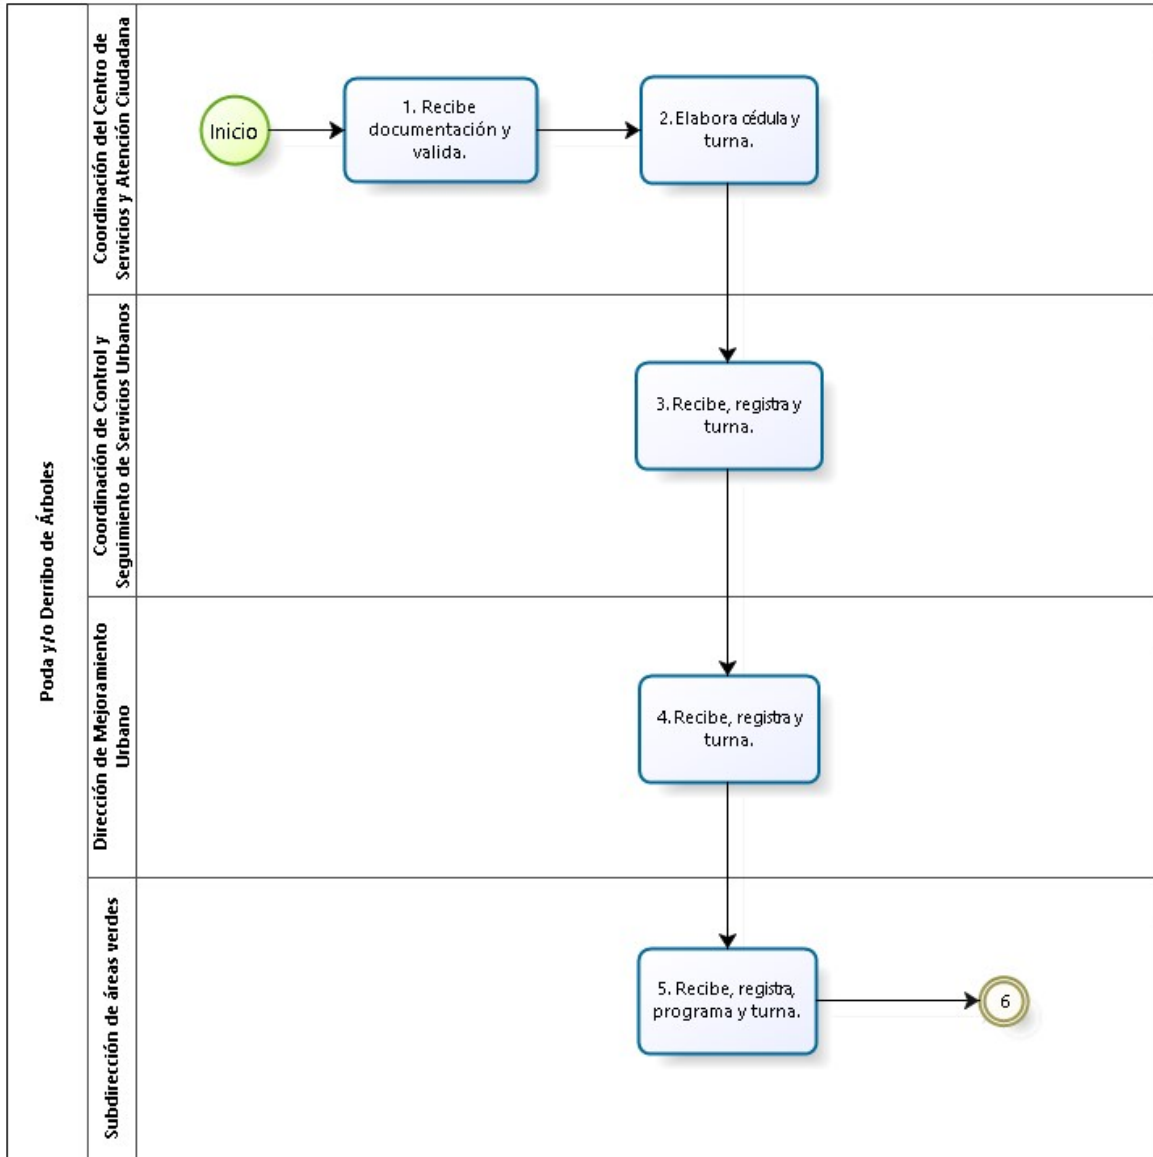 Poda y/o Derribo de Árboles
Coordinación del Centro de
Servicios y Atención Ciudadana
Inicio
1. Recibe
documentación y
valida.
2. Elabora cédula y
turna.
Coordinación de Control y
Seguimiento de Servicios Urbanos
3. Recibe, registra y
turna.
Dirección de Mejoramiento
Urbano
4. Recibe, registra y
turna.
Subdirección de áreas verdes
5. Recibe, registra,
programa y turna.
6